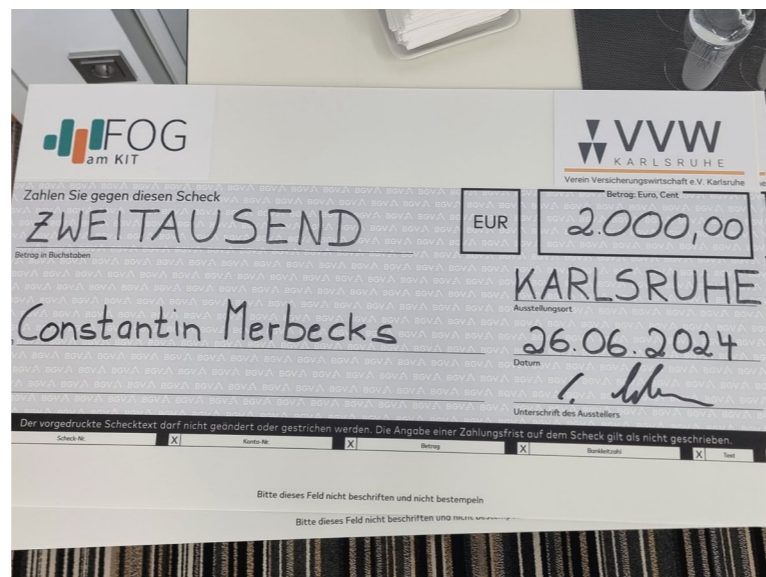 FOG
am KIT
VVW
KARLSRUHE
Verein Versicherungswirtschaft e.V. Karlsruhe
Zahlen Sie gegen diesen Scheck
Betrag: Euro, Cent
ZWEITAUSEND
EUR
2.000,00
Betrag in Buchstaben
KARLSRUHE
Ausstellungsort
Constantin Merbecks
26.06.2024
Datum
Unterschrift des Ausstellers
Der vorgedruckte Schecktext darf nicht geändert oder gestrichen werden. Die Angabe einer Zahlungsfrist auf dem Scheck gilt als nicht geschrieben.
Scheck-Nr. X Konto-Nr. X Betrag X Bankleitzahl X Text
Bitte dieses Feld nicht beschriften und nicht bestempeln
Bitte dieses Feld nicht beschriften und